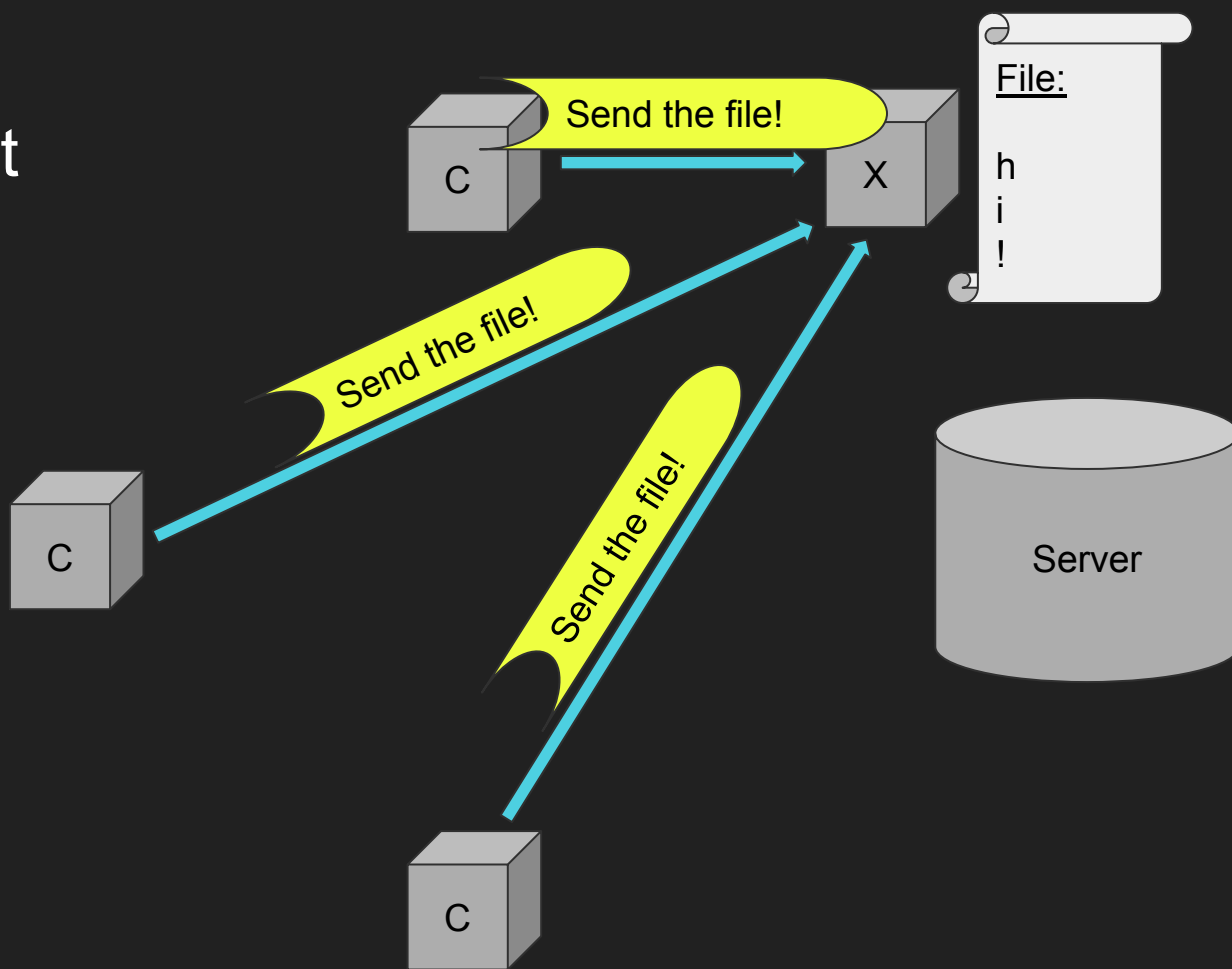 t
C
Send the file!
X
File:
h
i
!
Send the file!
Send the file!
C
Server
C